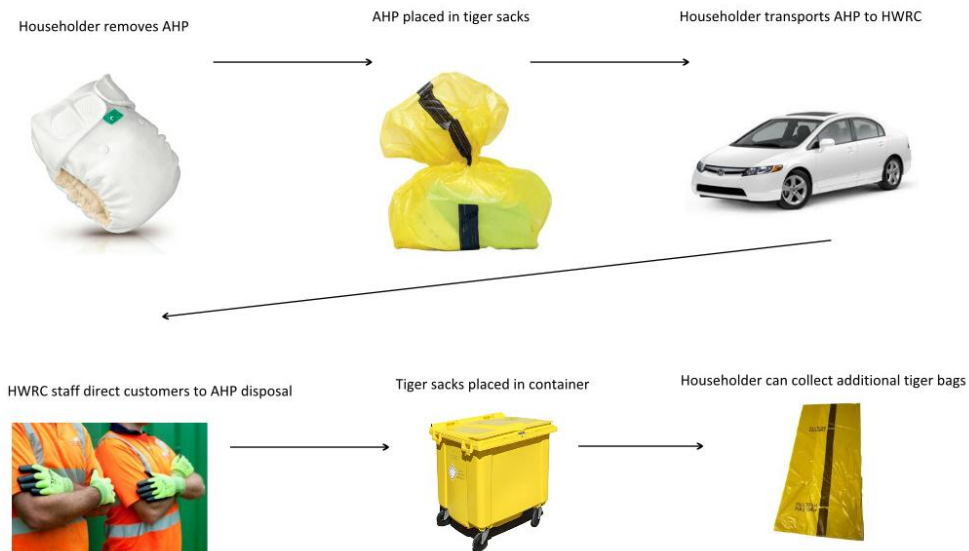 Householder removes AHP
AHP placed in tiger sacks
Householder transports AHP to HWRC
HWRC staff direct customers to AHP disposal
Tiger sacks placed in container
Householder can collect additional tiger bags